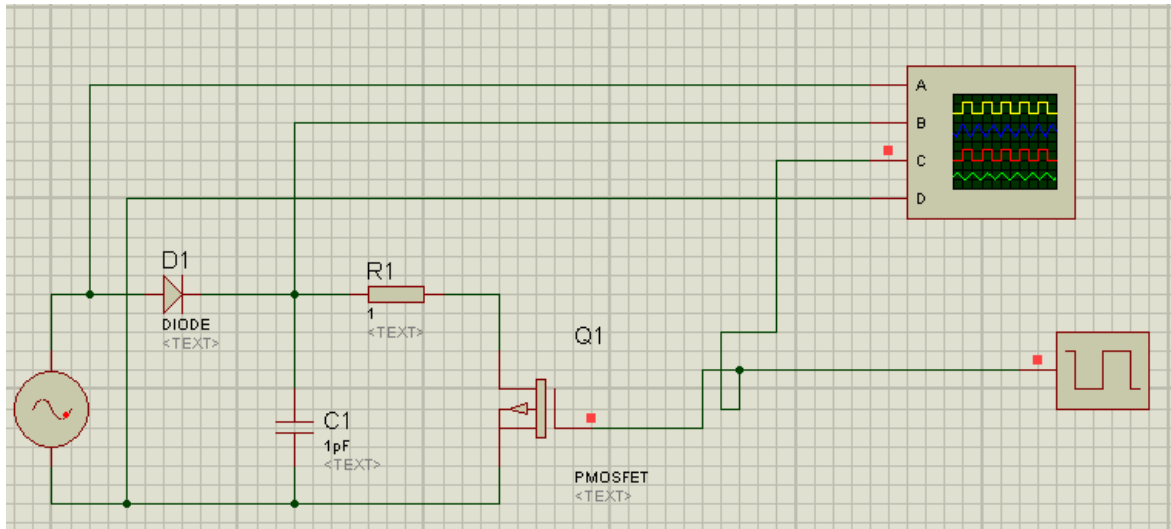 A
B
C
D
D1
DIODE
<TEXT>
R1
1
<TEXT>
Q1
C1
1pF
<TEXT>
PMOSFET
<TEXT>